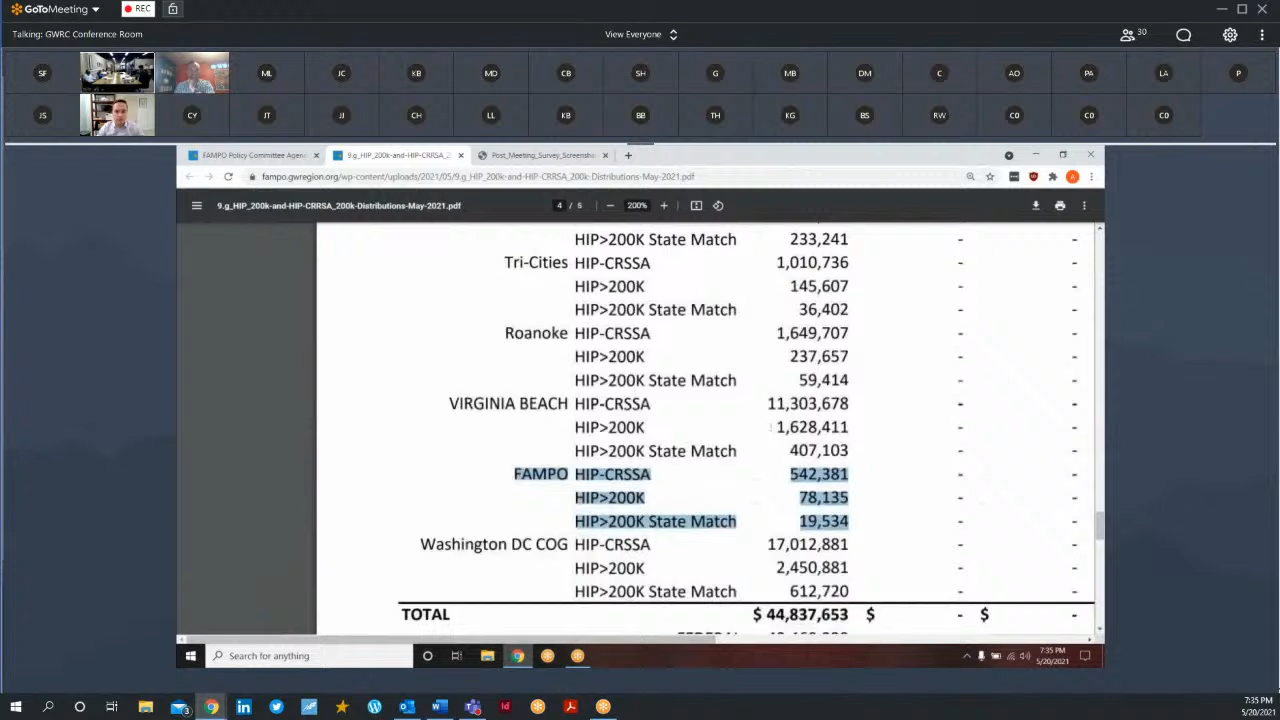 GoToMeeting REC
Talking: GWRC Conference Room View Everyone 30
SF ML JC KB MD CB SH G MB DM C AO PA LA P
JS CY JT JJ CH LL KB BB TH KG BS RW C0 C0 C0
FAMPO Policy Committee Agen 9.g_HIP_200k-and-HIP-CRRSA_2 Post_Meeting_Survey_Screensho
fampo.gwregion.org/wp-content/uploads/2021/05/9.g_HIP_200k-and-HIP-CRRSA_200k-Distributions-May-2021.pdf
9.g_HIP_200k-and-HIP-CRRSA_200k-Distributions-May-2021.pdf 4 / 5 200%
HIP>200K State Match 233,241 - -
Tri-Cities HIP-CRSSA 1,010,736 - -
HIP>200K 145,607 - -
HIP>200K State Match 36,402 - -
Roanoke HIP-CRSSA 1,649,707 - -
HIP>200K 237,657 - -
HIP>200K State Match 59,414 - -
VIRGINIA BEACH HIP-CRSSA 11,303,678 - -
HIP>200K 1,628,411 - -
HIP>200K State Match 407,103 - -
FAMPO HIP-CRSSA 542,381 - -
HIP>200K 78,135 - -
HIP>200K State Match 19,534 - -
Washington DC COG HIP-CRSSA 17,012,881 - -
HIP>200K 2,450,881 - -
HIP>200K State Match 612,720 - -
TOTAL $ 44,837,653 $ - $ -
Search for anything 7:35 PM
5/20/2021
7:35 PM
5/20/2021